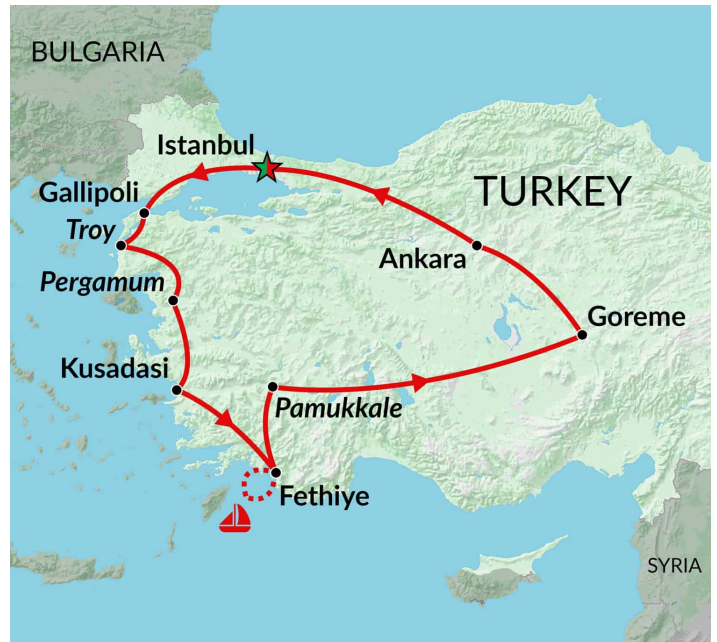 BULGARIA
Istanbul
TURKEY
Gallipoli
Troy
Ankara
Pergamum
Goreme
Kusadasi
Pamukkale
Fethiye
SYRIA